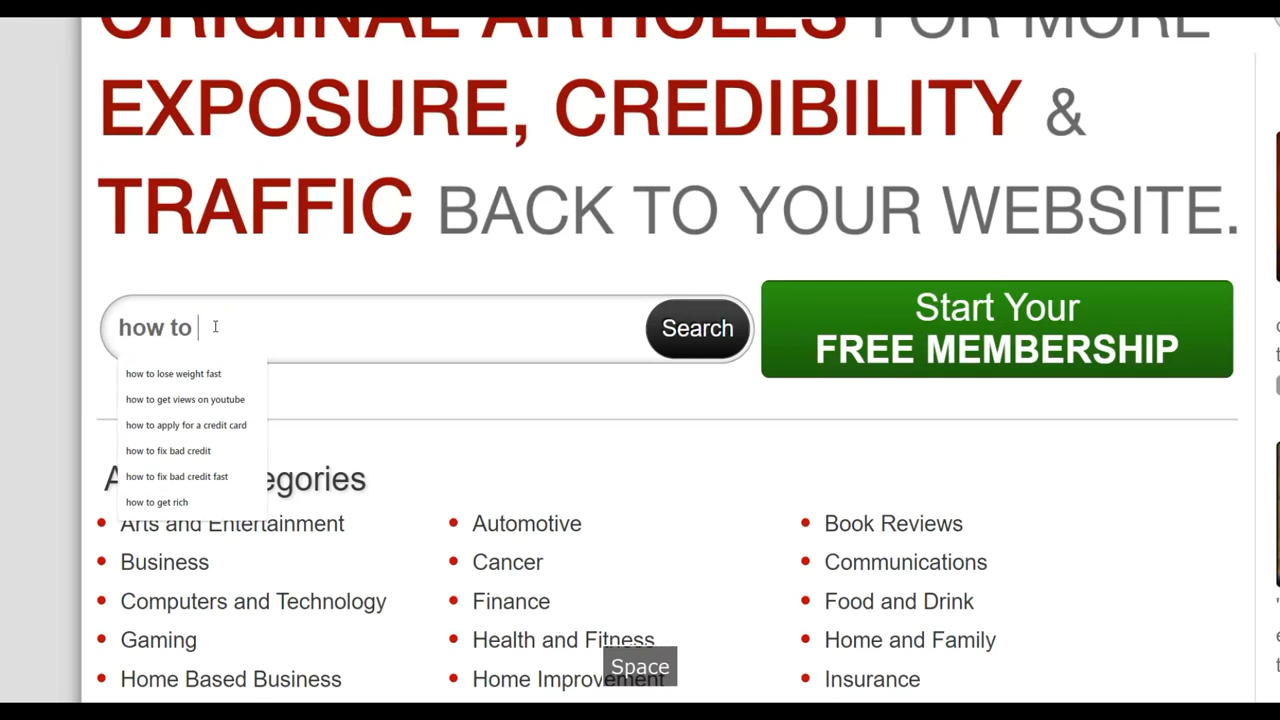 ORIGINAL ARTICLES FOR MORE
EXPOSURE, CREDIBILITY &
TRAFFIC BACK TO YOUR WEBSITE.
how to
Search
Start Your
FREE MEMBERSHIP
how to lose weight fast
how to get views on youtube
how to apply for a credit card
how to fix bad credit
how to fix bad credit fast
how to get rich
A egories
Arts and Entertainment
Automotive
Book Reviews
Business
Cancer
Communications
Computers and Technology
Finance
Food and Drink
Gaming
Health and Fitness
Home and Family
Space
Home Based Business
Home Improvement
Insurance